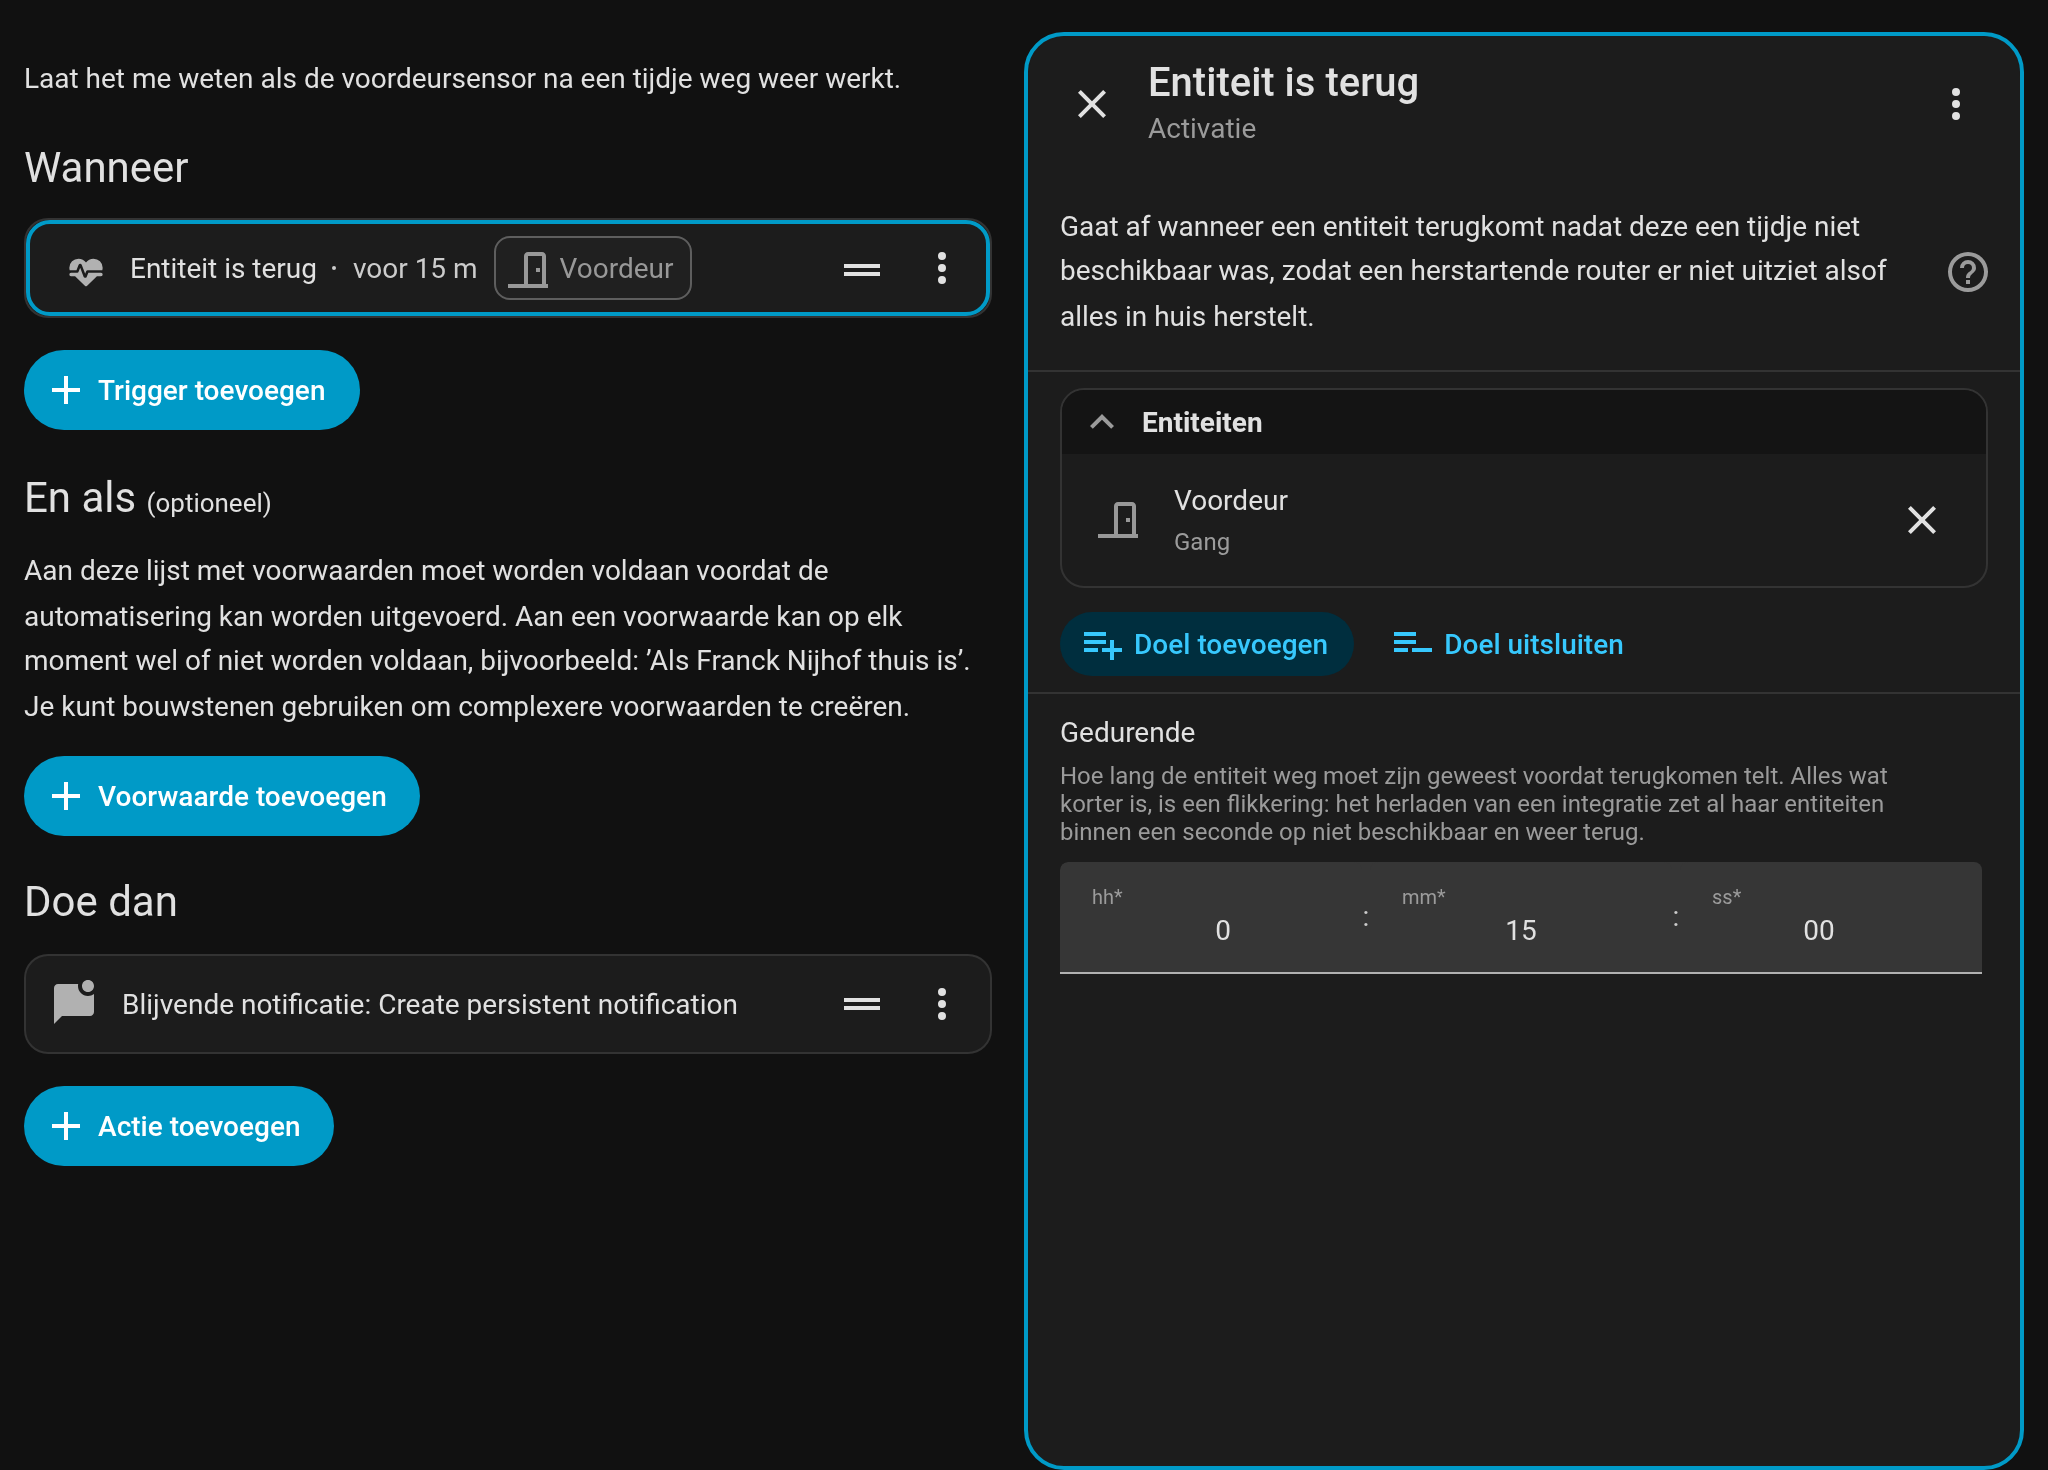 Laat het me weten als de voordeursensor na een tijdje weg weer werkt.
Wanneer
Entiteit is terug · voor 15 m Voordeur
Trigger toevoegen
En als (optioneel)
Aan deze lijst met voorwaarden moet worden voldaan voordat de
automatisering kan worden uitgevoerd. Aan een voorwaarde kan op elk
moment wel of niet worden voldaan, bijvoorbeeld: ’Als Franck Nijhof thuis is’.
Je kunt bouwstenen gebruiken om complexere voorwaarden te creëren.
Voorwaarde toevoegen
Doe dan
Blijvende notificatie: Create persistent notification
Actie toevoegen
Entiteit is terug
Activatie
Gaat af wanneer een entiteit terugkomt nadat deze een tijdje niet
beschikbaar was, zodat een herstartende router er niet uitziet alsof
alles in huis herstelt.
Entiteiten
Voordeur
Gang
Doel toevoegen Doel uitsluiten
Gedurende
Hoe lang de entiteit weg moet zijn geweest voordat terugkomen telt. Alles wat
korter is, is een flikkering: het herladen van een integratie zet al haar entiteiten
binnen een seconde op niet beschikbaar en weer terug.
hh* mm* ss*
0 : 15 : 00